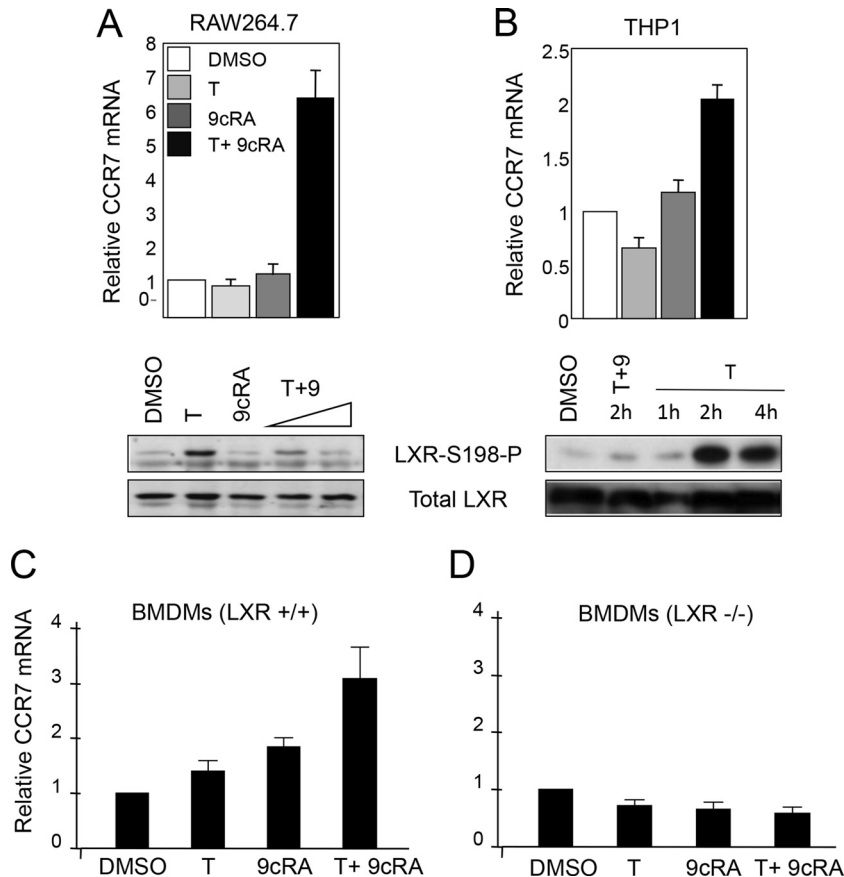 A
RAW264.7
Relative CCR7 mRNA
8
7
6
5
4
3
2
1
0
DMSO
T
9cRA
T+ 9cRA
B
THP1
Relative CCR7 mRNA
2.5
2
1.5
1
0.5
0
DMSO
T
9cRA
T+9
DMSO
T+9
2h
T
1h
2h
4h
LXR-S198-P
Total LXR
C
BMDMs (LXR +/+)
Relative CCR7 mRNA
4
3
2
1
0
DMSO T 9cRA T+ 9cRA
D
BMDMs (LXR -/-)
4
3
2
1
0
DMSO T 9cRA T+ 9cRA